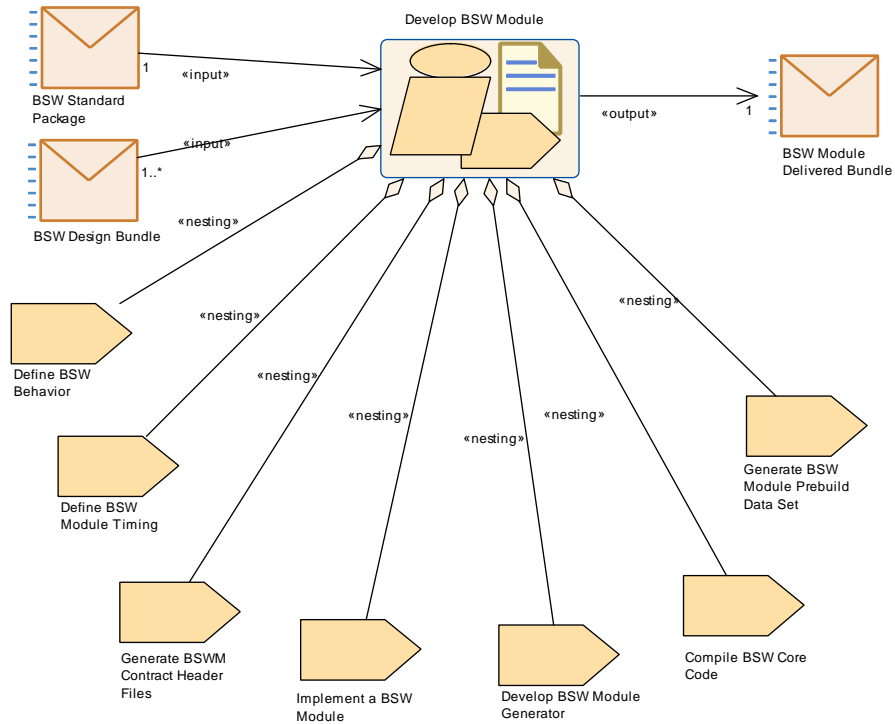 Develop BSW Module
1
«input»
«output»
1
BSW Standard
Package
BSW Module
Delivered Bundle
«input»
1..*
BSW Design Bundle
«nesting»
«nesting»
«nesting»
«nesting»
«nesting»
«nesting»
«nesting»
Define BSW
Behavior
Define BSW
Module Timing
Generate BSW
Module Prebuild
Data Set
Generate BSWM
Contract Header
Files
Implement a BSW
Module
Develop BSW Module
Generator
Compile BSW Core
Code